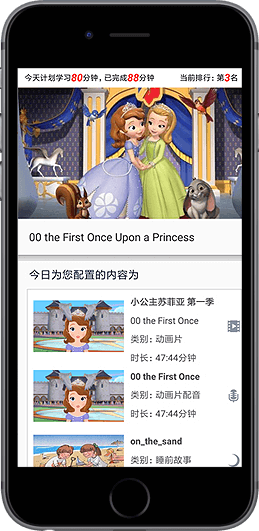 今天计划学习80分钟，已完成88分钟 当前排行：第3名
00 the First Once Upon a Princess
今日为您配置的内容为
小公主苏菲亚 第一季
00 the First Once
类别：动画片
时长：47:44分钟
00 the First Once
类别：动画片配音
时长：47:44分钟
on_the_sand
类别：睡前故事